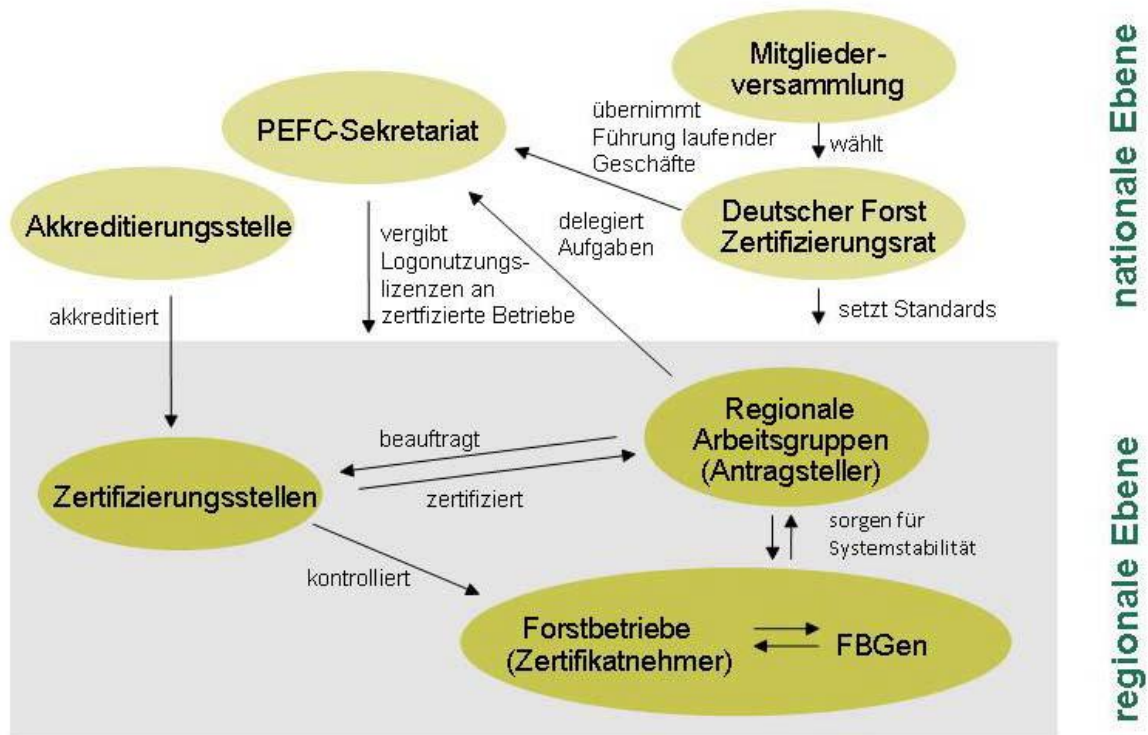 Mitglieder-
versammlung
nationale Ebene
PEFC-Sekretariat
übernimmt
Führung laufender
Geschäfte
wählt
Akkreditierungsstelle
delegiert
Aufgaben
Deutscher Forst
Zertifizierungsrat
vergibt
Logonutzungs-
lizenzen an
zertfizierte Betriebe
akkreditiert
setzt Standards
Regionale
Arbeitsgruppen
(Antragsteller)
beauftragt
Zertifizierungsstellen
zertifiziert
sorgen für
Systemstabilität
kontrolliert
Forstbetriebe
(Zertifikatnehmer)
FBGen
regionale Ebene